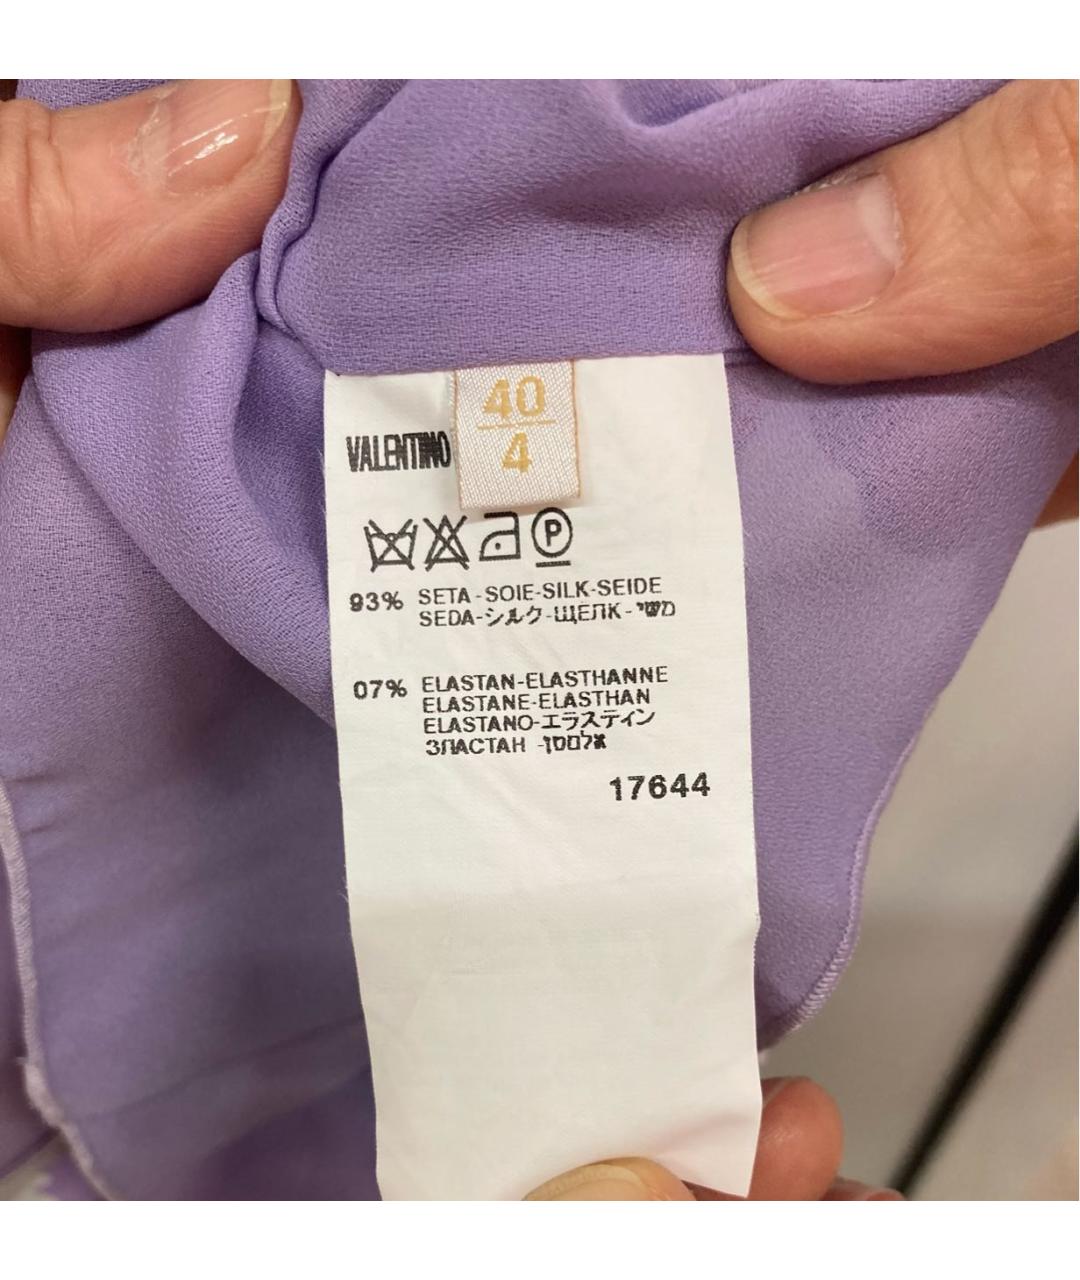 40
4
VALENTINO
P
93% SETA-SOIE-SILK-SEIDE
SEDA-シルク-ЩЕЛК-משי
07% ELASTAN-ELASTHANNE
ELASTANE-ELASTHAN
ELASTANO-エラスティン
ЗЛАСТАН -אלסטן
17644